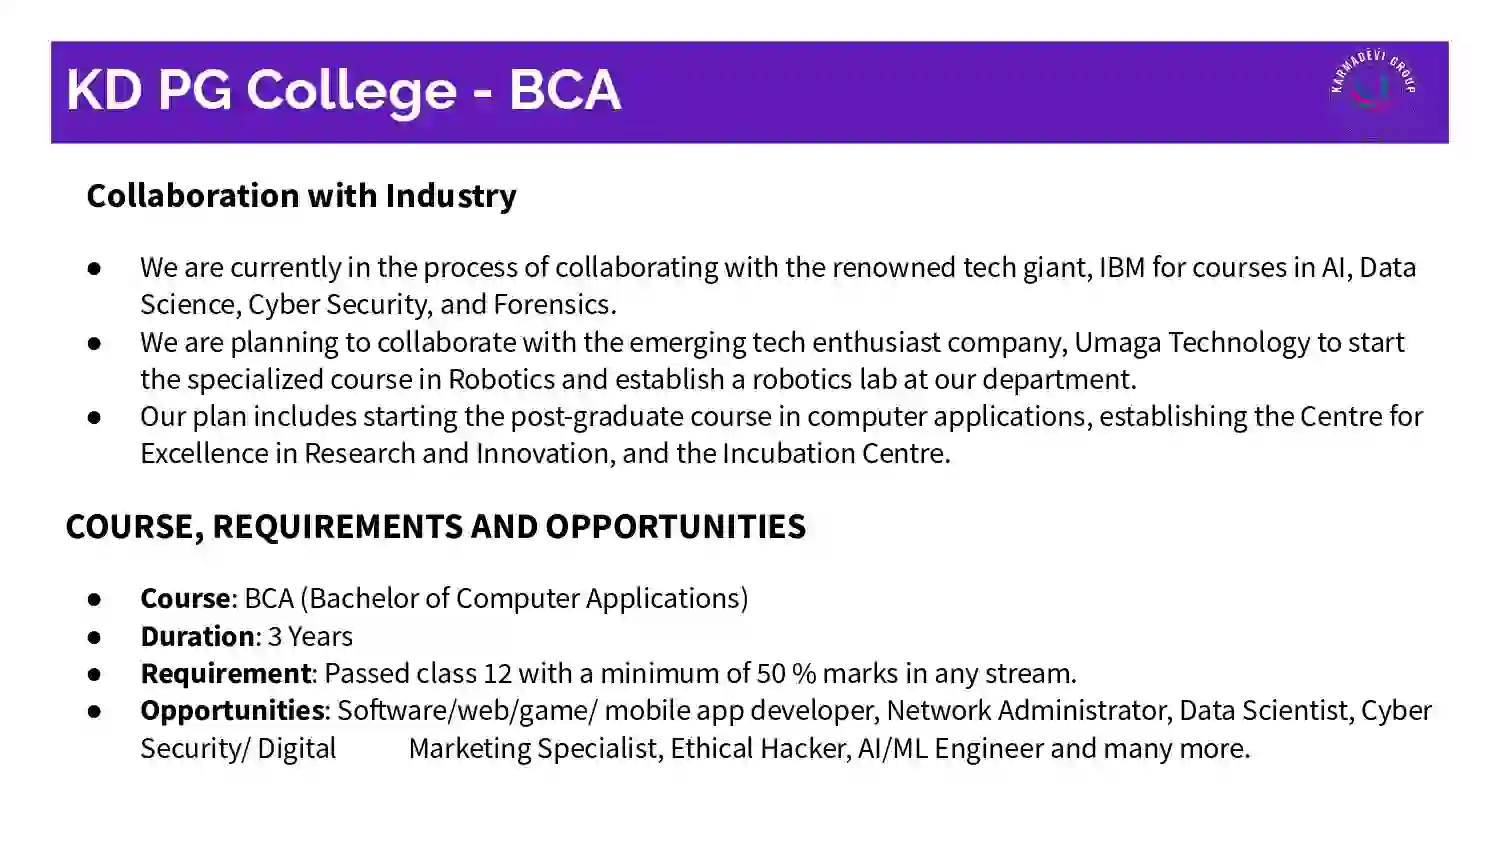 KD PG College - BCA
KARMADEVI GROUP
Collaboration with Industry
● We are currently in the process of collaborating with the renowned tech giant, IBM for courses in AI, Data
Science, Cyber Security, and Forensics.
● We are planning to collaborate with the emerging tech enthusiast company, Umaga Technology to start
the specialized course in Robotics and establish a robotics lab at our department.
● Our plan includes starting the post-graduate course in computer applications, establishing the Centre for
Excellence in Research and Innovation, and the Incubation Centre.
COURSE, REQUIREMENTS AND OPPORTUNITIES
● Course: BCA (Bachelor of Computer Applications)
● Duration: 3 Years
● Requirement: Passed class 12 with a minimum of 50 % marks in any stream.
● Opportunities: Software/web/game/ mobile app developer, Network Administrator, Data Scientist, Cyber
Security/ Digital Marketing Specialist, Ethical Hacker, AI/ML Engineer and many more.